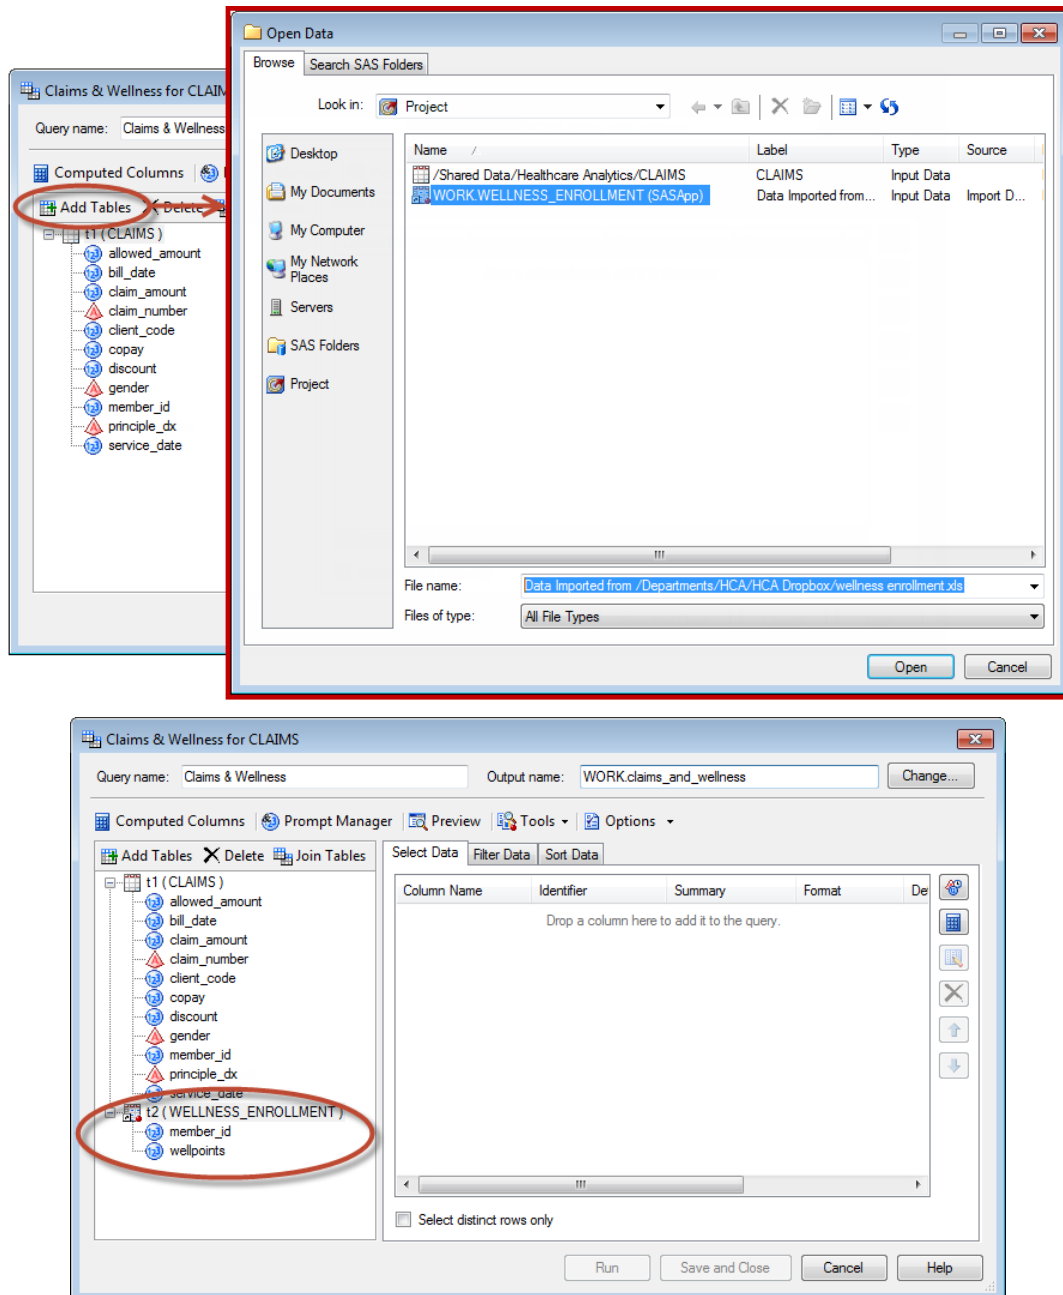 Open Data
Browse Search SAS Folders
Look in: Project
Desktop
My Documents
My Computer
My Network Places
Servers
SAS Folders
Project
Name Label Type Source
/Shared Data/Healthcare Analytics/CLAIMS CLAIMS Input Data
WORK.WELLNESS_ENROLLMENT (SASApp) Data Imported from... Input Data Import D...
File name: Data Imported from /Departments/HCA/HCA Dropbox/wellness enrollment.xls
Files of type: All File Types
Open Cancel
Claims & Wellness for CLAIM
Query name: Claims & Wellness
Computed Columns
Add Tables Delete
t1 ( CLAIMS )
allowed_amount
bill_date
claim_amount
claim_number
client_code
copay
discount
gender
member_id
principle_dx
service_date
Claims & Wellness for CLAIMS
Query name: Claims & Wellness Output name: WORK.claims_and_wellness Change...
Computed Columns Prompt Manager Preview Tools Options
Add Tables Delete Join Tables
Select Data Filter Data Sort Data
t1 ( CLAIMS )
allowed_amount
bill_date
claim_amount
claim_number
client_code
copay
discount
gender
member_id
principle_dx
service_date
t2 ( WELLNESS_ENROLLMENT )
member_id
wellpoints
Column Name Identifier Summary Format De
Drop a column here to add it to the query.
Select distinct rows only
Run Save and Close Cancel Help